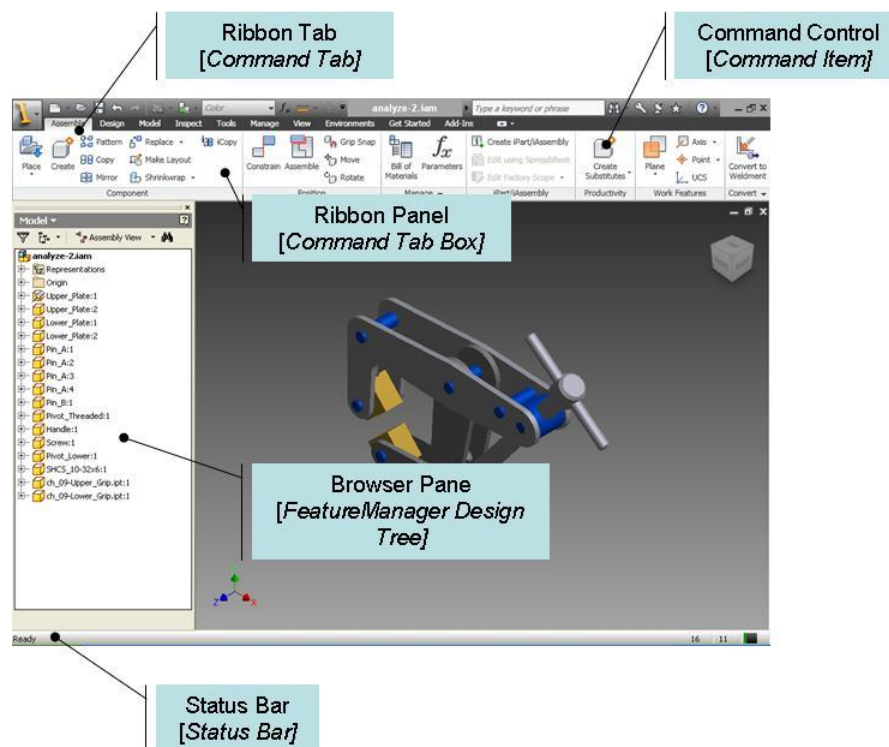 Ribbon Tab
[Command Tab]
Command Control
[Command Item]
Color
analyze-2.iam
Type a keyword or phrase
Assemble Design Model Inspect Tools Manage View Environments Get Started Add-Ins
Place
Create
Pattern
Copy
Mirror
Replace
Make Layout
Shrinkwrap
iCopy
Constrain
Assemble
Grip Snap
Move
Rotate
Bill of
Materials
fx
Parameters
Create iPart/iAssembly
Edit using Spreadsheet
Edit Factory Scope
Create
Substitutes
Plane
Axis
Point
UCS
Convert to
Weldment
Component Position Manage iPart/iAssembly Productivity Work Features Convert
Ribbon Panel
[Command Tab Box]
Model
Assembly View
analyze-2.iam
Representations
Origin
Upper_Plate:1
Upper_Plate:2
Lower_Plate:1
Lower_Plate:2
Pin_A:1
Pin_A:2
Pin_A:3
Pin_A:4
Pin_B:1
Pivot_Threaded:1
Handle:1
Screw:1
Pivot_Lower:1
SHCS_10-32x6:1
ch_09-Upper_Grip.ipt:1
ch_09-Lower_Grip.ipt:1
Browser Pane
[FeatureManager Design
Tree]
Z X
Ready 16 11
Status Bar
[Status Bar]